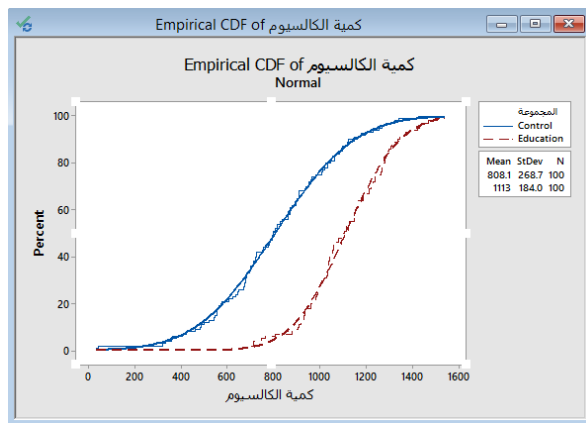 Empirical CDF of كمية الكالسيوم
Empirical CDF of كمية الكالسيوم
Normal
100
80
60
40
20
0
Percent
0 200 400 600 800 1000 1200 1400 1600
كمية الكالسيوم
المجموعة
Control
Education
Mean StDev N
808.1 268.7 100
1113 184.0 100